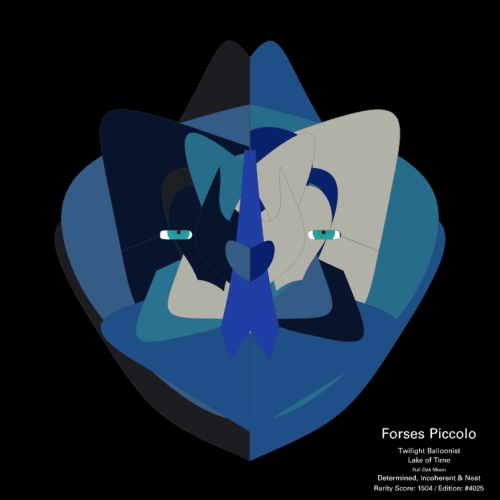 Forses Piccolo
Twilight Balloonist
Lake of Time
Full Oak Moon
Determined, Incoherent & Neat
Rarity Score: 1504 / Edition: #4025